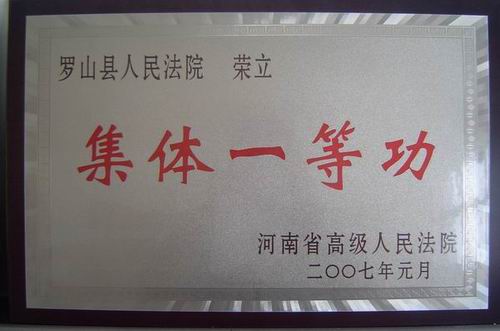 罗山县人民法院 荣立
集体一等功
河南省高级人民法院
二〇〇七年元月